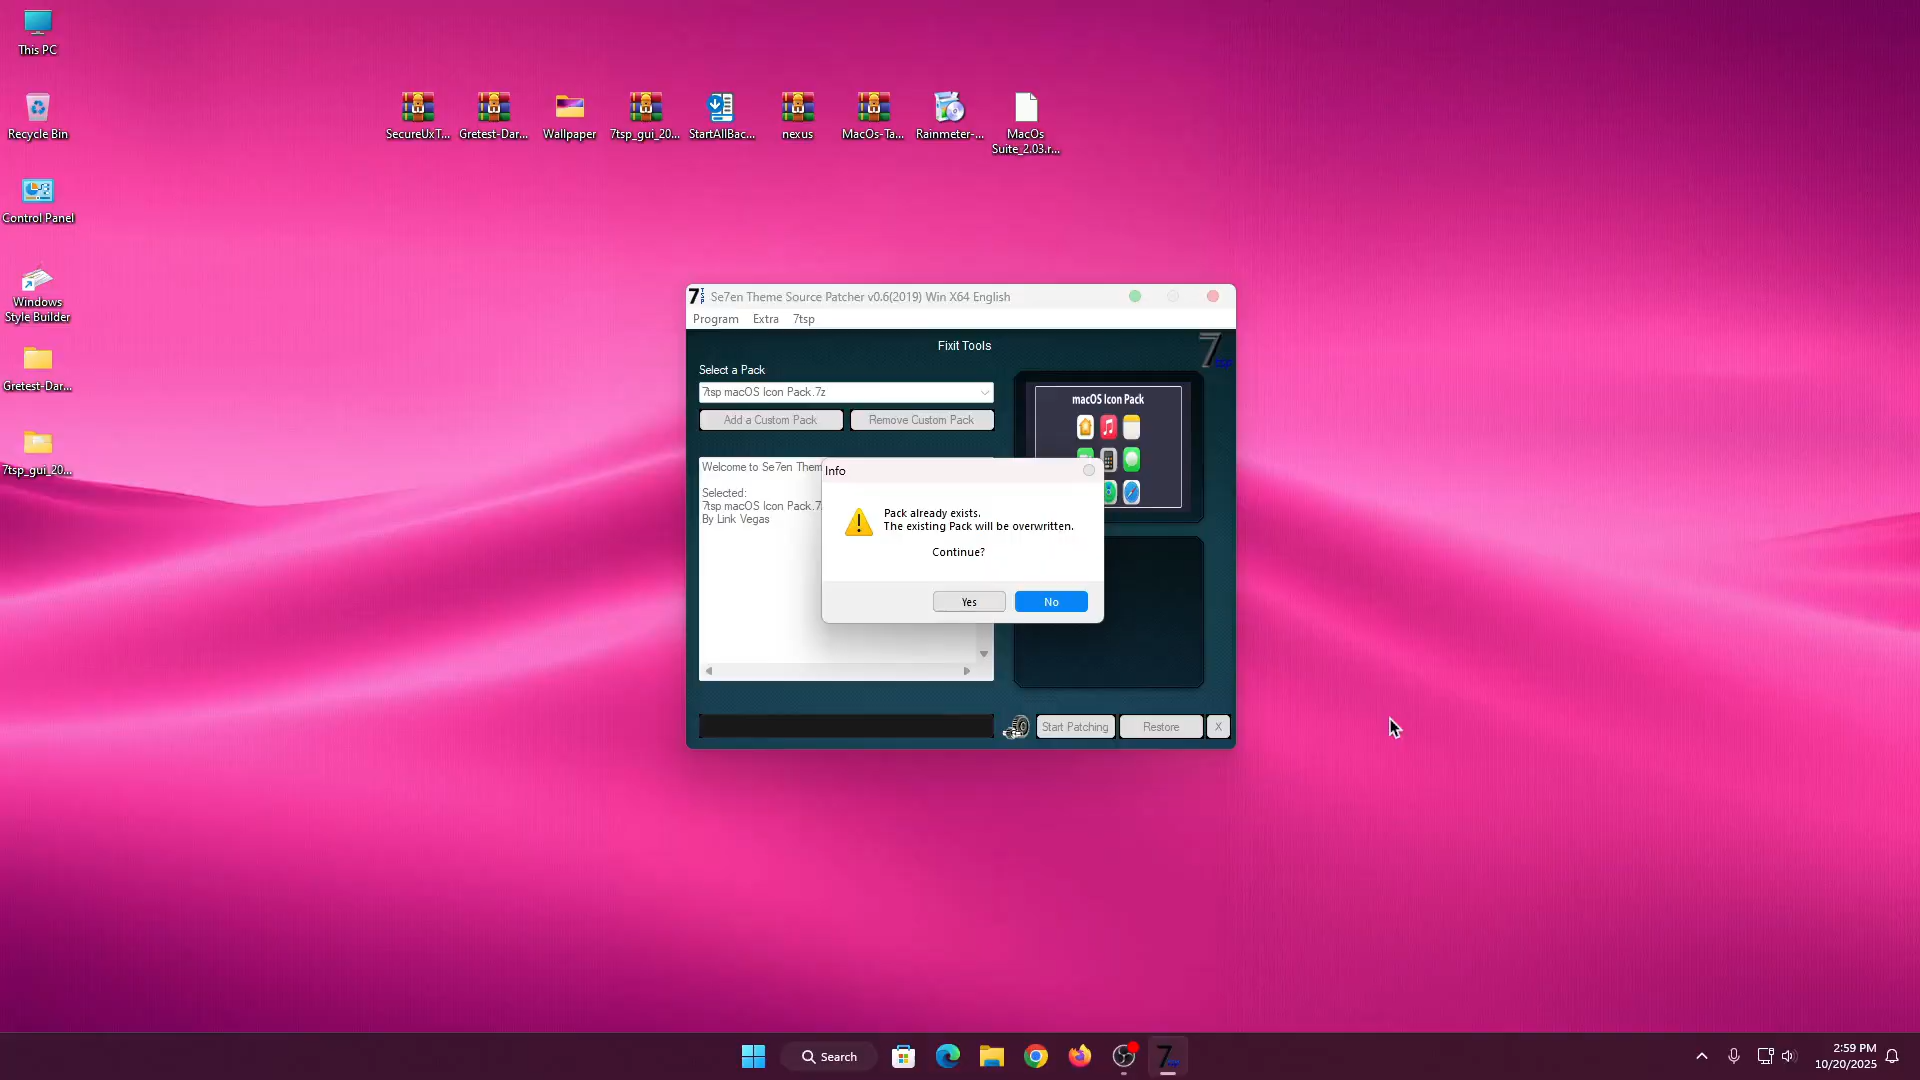 This PC
Recycle Bin
Control Panel
Windows
Style Builder
Gretest-Dar...
7tsp_gui_20...
SecureUxT...
Gretest-Dar...
Wallpaper
7tsp_gui_20...
StartAllBac...
nexus
MacOs-Ta...
Rainmeter-...
MacOs
Suite_2.03.r...
Se7en Theme Source Patcher v0.6(2019) Win X64 English
Program Extra 7tsp
Fixit Tools
Select a Pack
7tsp macOS Icon Pack.7z
Add a Custom Pack
Remove Custom Pack
macOS Icon Pack
Welcome to Se7en Them
Selected:
7tsp macOS Icon Pack.7
By Link Vegas
Info
Pack already exists.
The existing Pack will be overwritten.
Continue?
Yes
No
Start Patching
Restore
X
Search
2:59 PM
10/20/2025